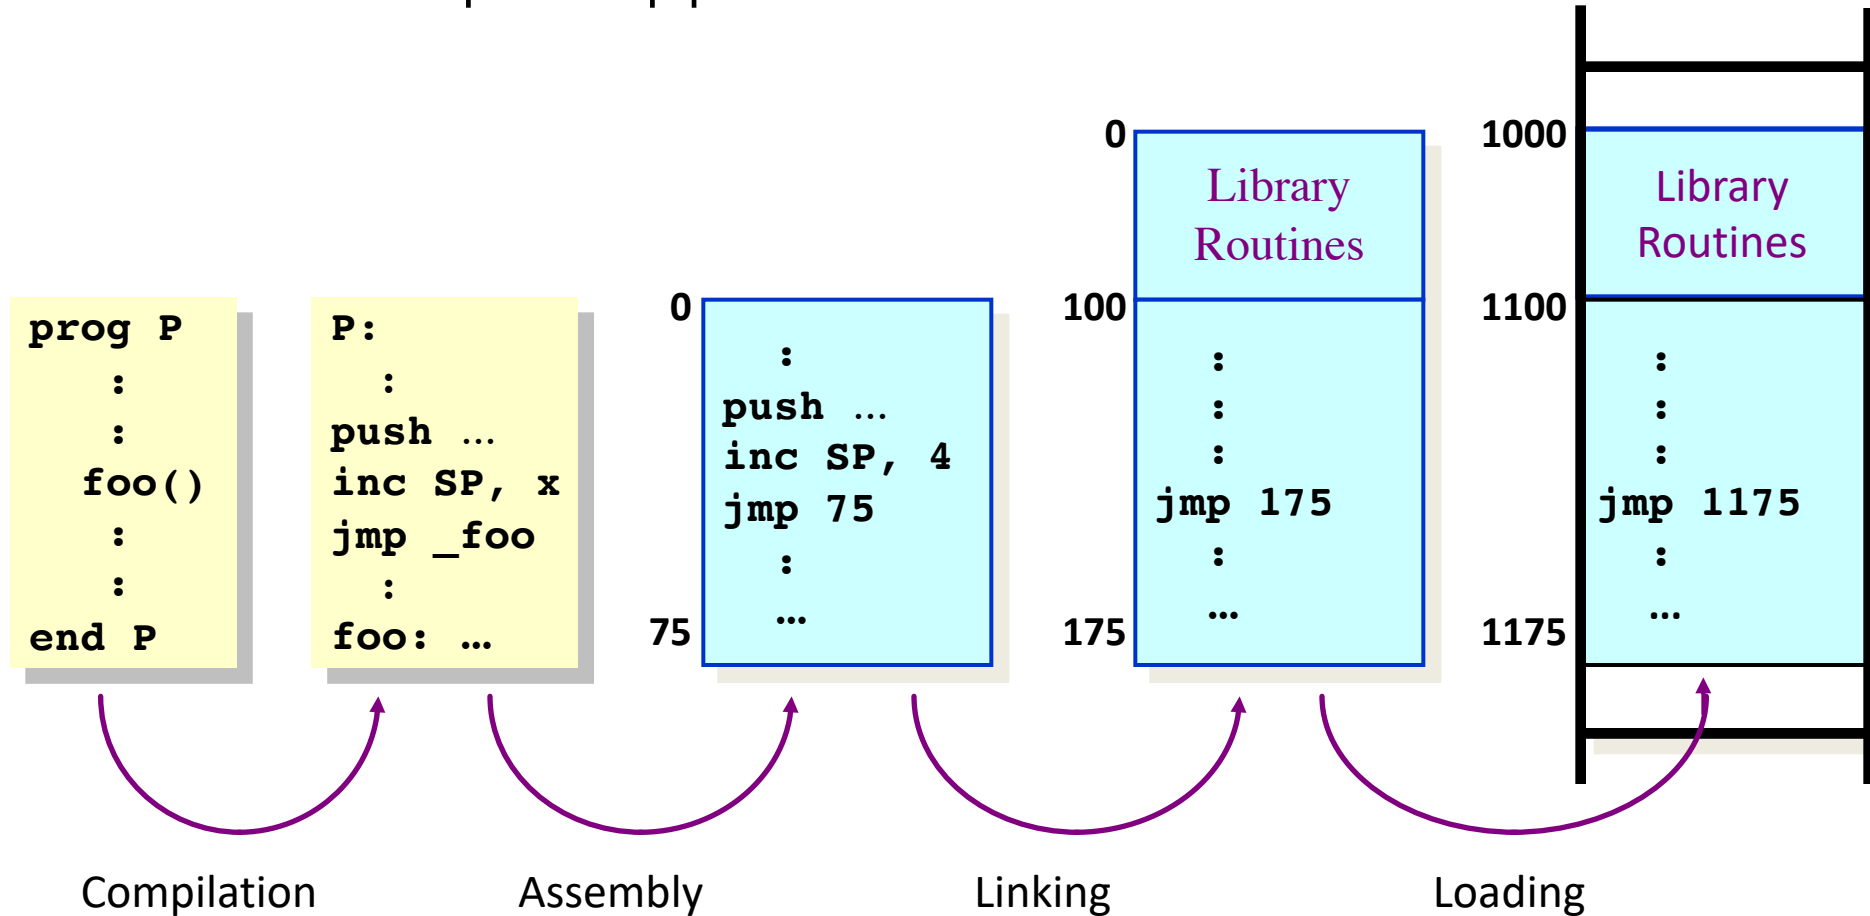 prog P
:
:
foo()
:
:
end P
P:
:
push …
inc SP, x
jmp _foo
:
foo: …
0
:
push …
inc SP, 4
jmp 75
:
…
75
0
Library
Routines
100
:
:
:
jmp 175
:
…
175
1000
Library
Routines
1100
:
:
:
jmp 1175
:
…
1175
Compilation
Assembly
Linking
Loading